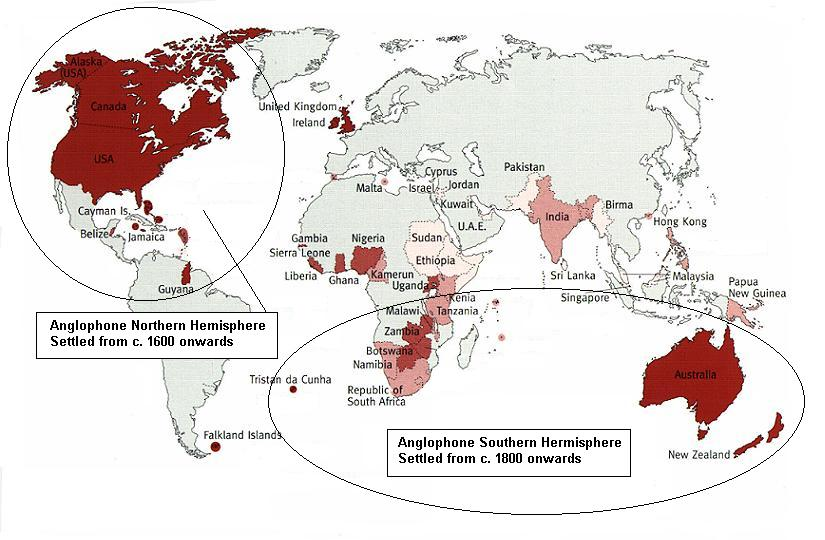 Alaska
(USA)
Canada
USA
United Kingdom
Ireland
Cayman Is
Belize
Jamaica
Guyana
Malta
Cyprus
Israel
Jordan
Kuwait
U.A.E.
Pakistan
India
Birma
Hong Kong
Gambia
Sierra Leone
Liberia
Ghana
Nigeria
Kamerun
Sudan
Ethiopia
Uganda
Kenia
Tanzania
Sri Lanka
Singapore
Malaysia
Papua
New Guinea
Anglophone Northern Hemisphere
Settled from c. 1600 onwards
Malawi
Zambia
Botswana
Namibia
Republic of
South Africa
Tristan da Cunha
Falkland Islands
Australia
New Zealand
Anglophone Southern Hermisphere
Settled from c. 1800 onwards